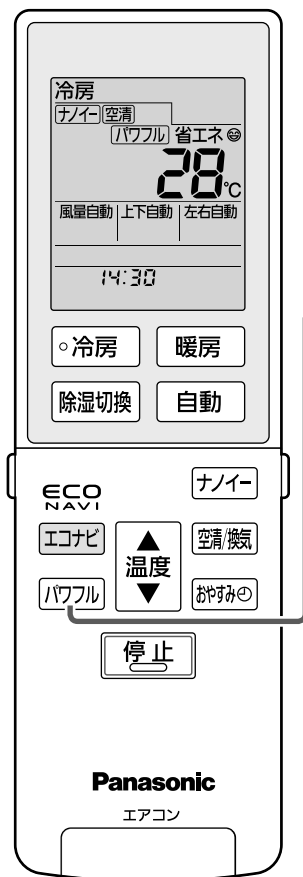 冷房
ナノイー 空清
パワフル 省エネ
28℃
風量自動 上下自動 左右自動
14:30
冷房 暖房
除湿切換 自動
ECO NAVI
ナノイー
エコナビ
温度
空清/換気
パワフル
おやすみ
停止
Panasonic
エアコン